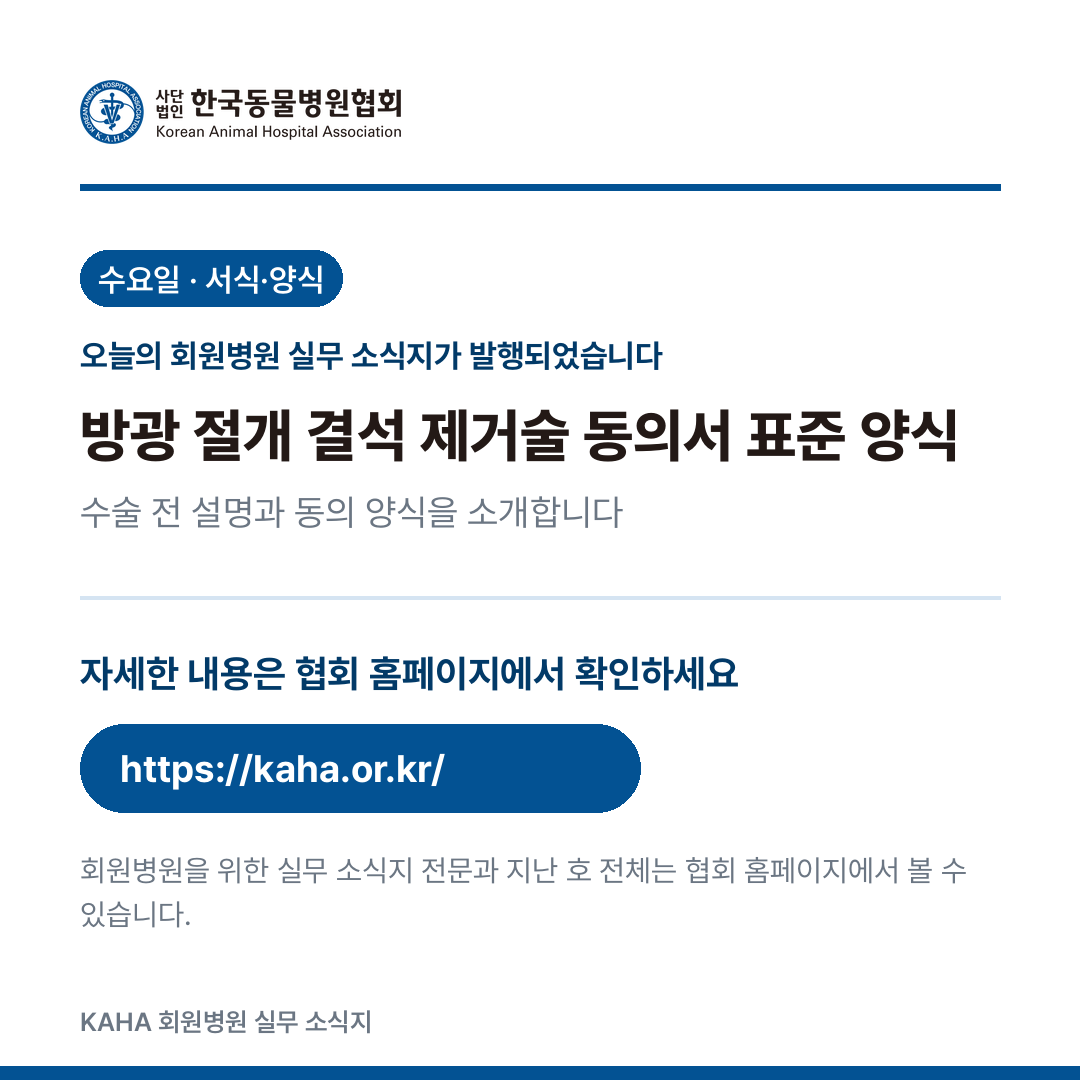 KOREAN ANIMAL HOSPITAL ASSOCIATION
K.A.H.A
사단법인 한국동물병원협회
Korean Animal Hospital Association
수요일 · 서식·양식
오늘의 회원병원 실무 소식지가 발행되었습니다
방광 절개 결석 제거술 동의서 표준 양식
수술 전 설명과 동의 양식을 소개합니다
자세한 내용은 협회 홈페이지에서 확인하세요
https://kaha.or.kr/
회원병원을 위한 실무 소식지 전문과 지난 호 전체는 협회 홈페이지에서 볼 수
있습니다.
KAHA 회원병원 실무 소식지